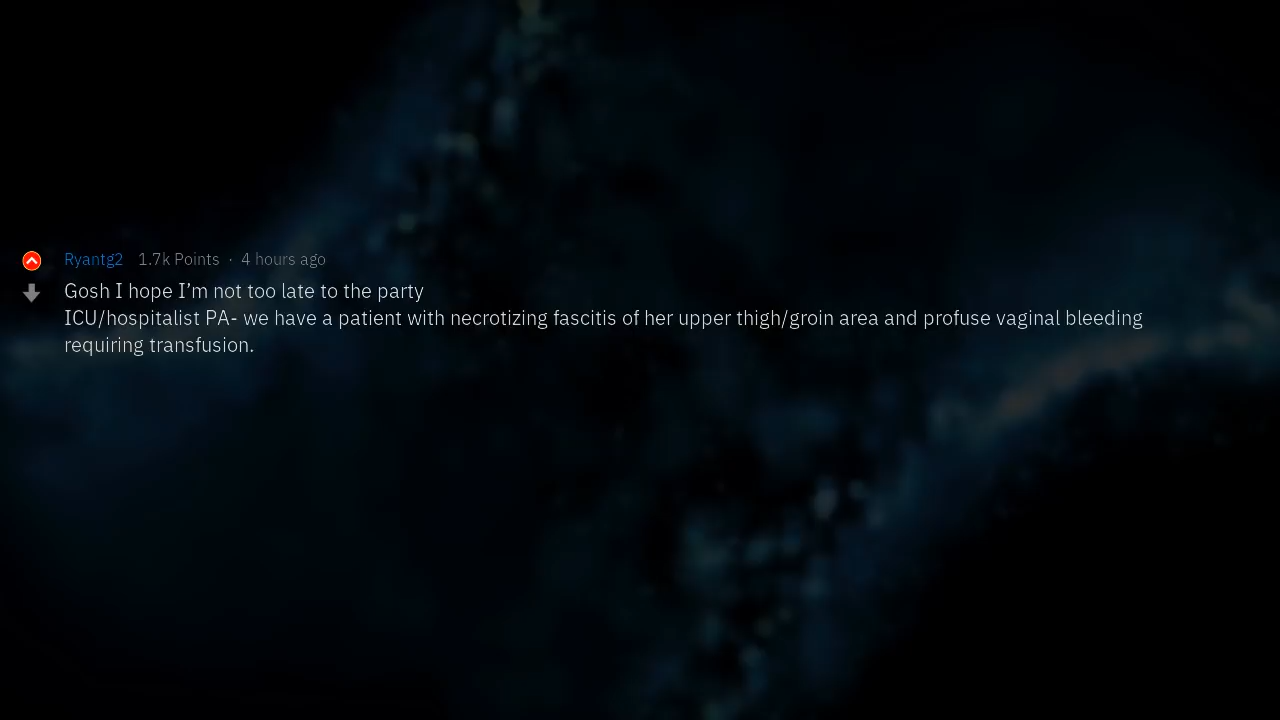 Ryantg2 1.7k Points · 4 hours ago
Gosh I hope I’m not too late to the party
ICU/hospitalist PA- we have a patient with necrotizing fascitis of her upper thigh/groin area and profuse vaginal bleeding
requiring transfusion.